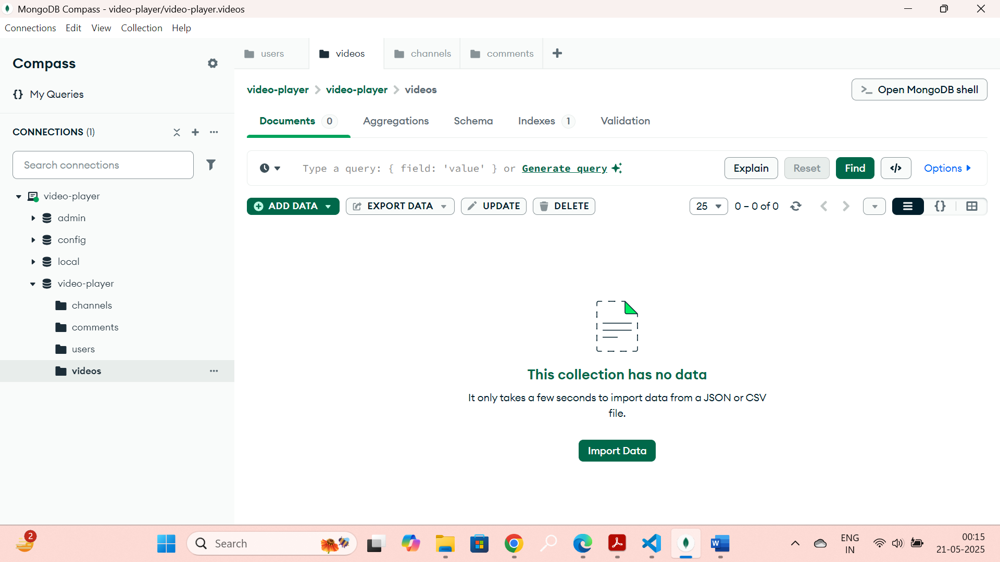 MongoDB Compass - video-player/video-player.videos
Connections Edit View Collection Help
Compass
{} My Queries
CONNECTIONS (1)
Search connections
video-player
admin
config
local
video-player
channels
comments
users
videos
users videos channels comments
video-player > video-player > videos
>_ Open MongoDB shell
Documents 0 Aggregations Schema Indexes 1 Validation
Type a query: { field: 'value' } or Generate query
Explain Reset Find </> Options
ADD DATA EXPORT DATA UPDATE DELETE
25 0 – 0 of 0 {}
This collection has no data
It only takes a few seconds to import data from a JSON or CSV
file.
Import Data
2
Search
W
ENG
IN
00:15
21-05-2025